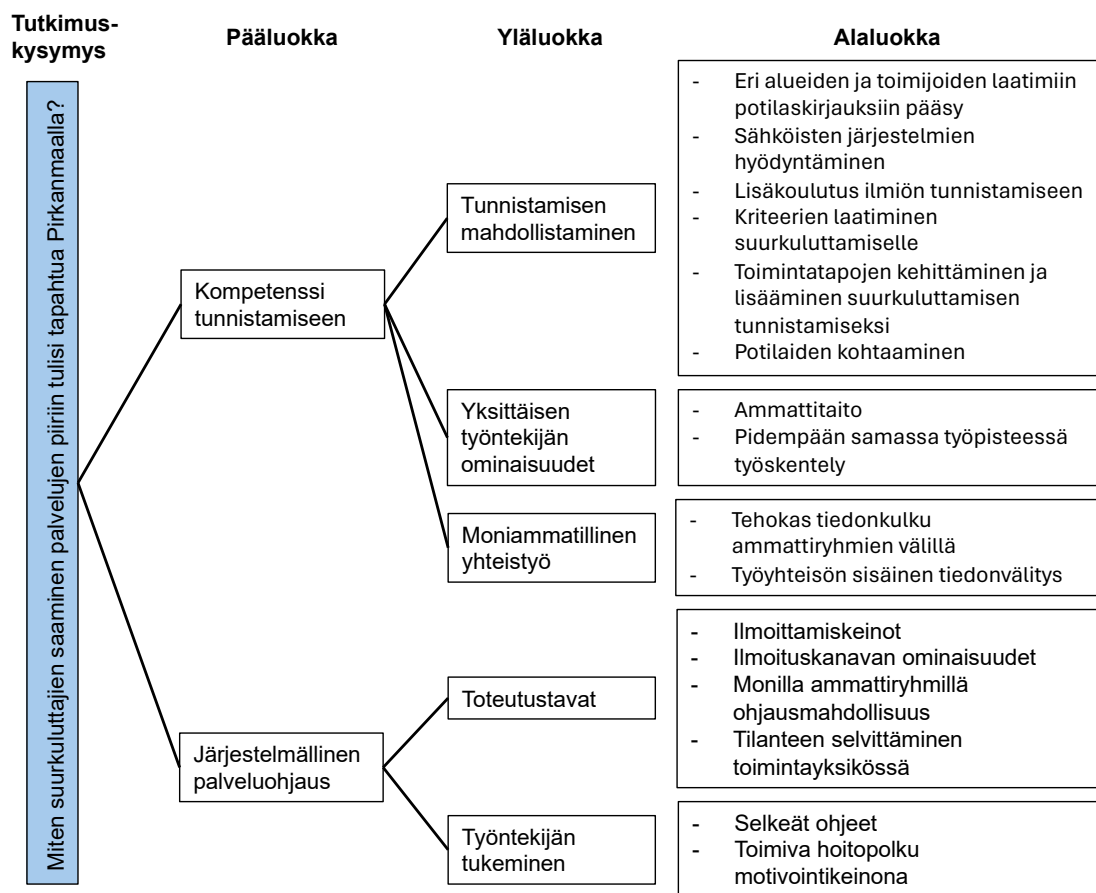 Tutkimus-
kysymys
Pääluokka
Yläluokka
Alaluokka
Miten suurkuluttajien saaminen palvelujen piiriin tulisi tapahtua Pirkanmaalla?
Kompetenssi
tunnistamiseen
Tunnistamisen
mahdollistaminen
- Eri alueiden ja toimijoiden laatimiin
potilaskirjauksiin pääsy
- Sähköisten järjestelmien
hyödyntäminen
- Lisäkoulutus ilmiön tunnistamiseen
- Kriteerien laatiminen
suurkuluttamiselle
- Toimintatapojen kehittäminen ja
lisääminen suurkuluttamisen
tunnistamiseksi
- Potilaiden kohtaaminen
Yksittäisen
työntekijän
ominaisuudet
- Ammattitaito
- Pidempään samassa työpisteessä
työskentely
Moniammatillinen
yhteistyö
- Tehokas tiedonkulku
ammattiryhmien välillä
- Työyhteisön sisäinen tiedonvälitys
Järjestelmällinen
palveluohjaus
Toteutustavat
- Ilmoittamiskeinot
- Ilmoituskanavan ominaisuudet
- Monilla ammattiryhmillä
ohjausmahdollisuus
- Tilanteen selvittäminen
toimintayksikössä
Työntekijän
tukeminen
- Selkeät ohjeet
- Toimiva hoitopolku
motivointikeinona